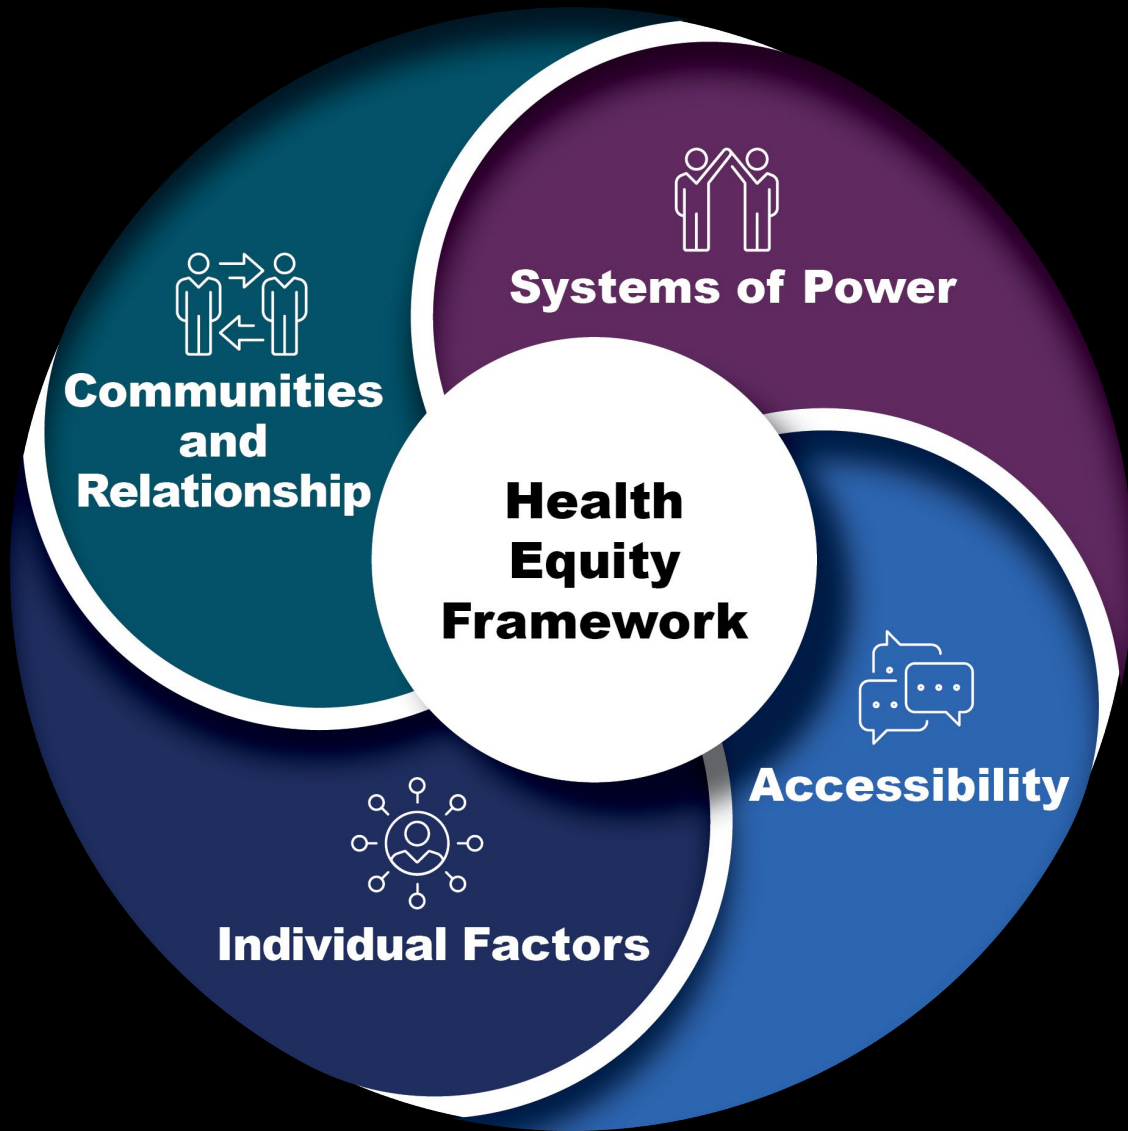 Systems of Power
Communities
and
Relationship
Health
Equity
Framework
Accessibility
Individual Factors